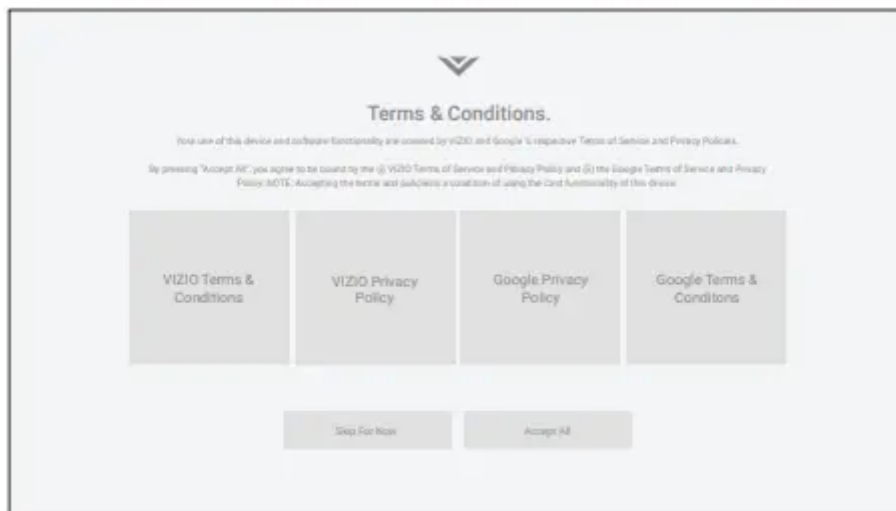 Terms & Conditions.
Your use of this device and software functionality are covered by VIZIO and Google's respective Terms of Service and Privacy Policies.
By pressing "Accept All", you agree to be bound by the (i) VIZIO Terms of Service and Privacy Policy and (ii) the Google Terms of Service and Privacy
Policy. NOTE: Accepting the terms and policies is a condition of using the cast functionality of this device.
VIZIO Terms &
Conditions
VIZIO Privacy
Policy
Google Privacy
Policy
Google Terms &
Conditons
Skip For Now
Accept All